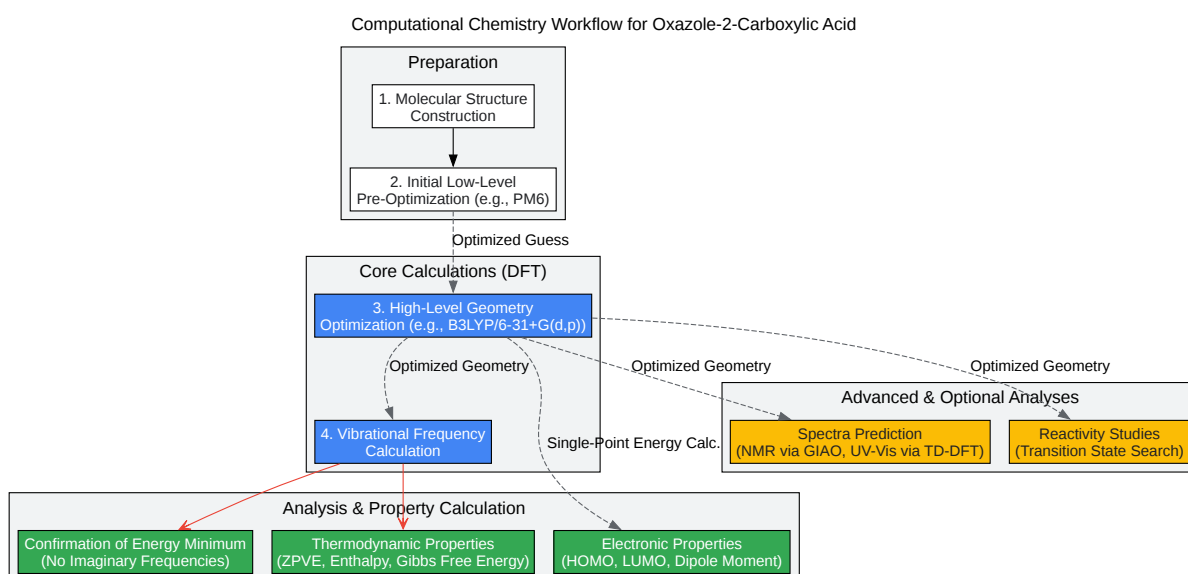 Computational Chemistry Workflow for Oxazole-2-Carboxylic Acid
Preparation
1. Molecular Structure
Construction
2. Initial Low-Level
Pre-Optimization (e.g., PM6)
Optimized Guess
Core Calculations (DFT)
3. High-Level Geometry
Optimization (e.g., B3LYP/6-31+G(d,p))
Optimized Geometry
Optimized Geometry
Optimized Geometry
Advanced & Optional Analyses
4. Vibrational Frequency
Calculation
Single-Point Energy Calc.
Spectra Prediction
(NMR via GIAO, UV-Vis via TD-DFT)
Reactivity Studies
(Transition State Search)
Analysis & Property Calculation
Confirmation of Energy Minimum
(No Imaginary Frequencies)
Thermodynamic Properties
(ZPVE, Enthalpy, Gibbs Free Energy)
Electronic Properties
(HOMO, LUMO, Dipole Moment)